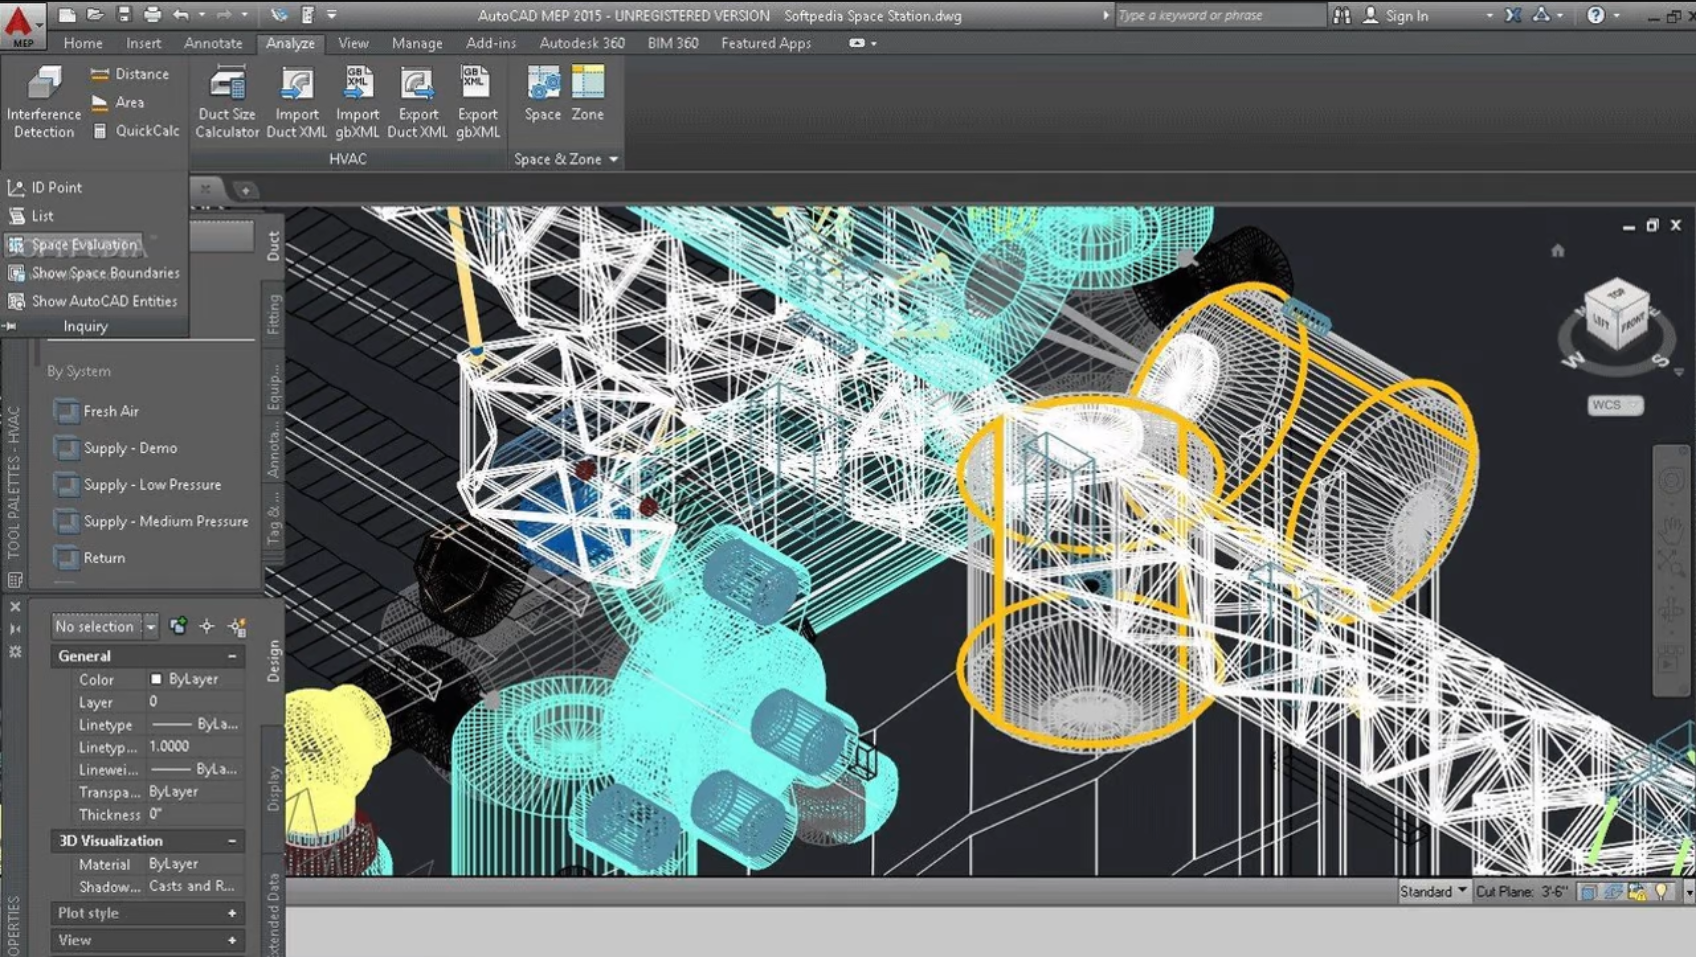 AutoCAD MEP 2015 - UNREGISTERED VERSION Softpedia Space Station.dwg
Type a keyword or phrase
Sign In
MEP
Home Insert Annotate Analyze View Manage Add-ins Autodesk 360 BIM 360 Featured Apps
Interference
Detection
Distance
Area
QuickCalc
Duct Size
Calculator
Import
Duct XML
GB
XML
Import
gbXML
Export
Duct XML
GB
XML
Export
gbXML
Space
Zone
HVAC
Space & Zone
ID Point
List
Space Evaluation
Show Space Boundaries
Show AutoCAD Entities
Inquiry
Duct
Fitting
Equip...
Annota...
Tag & ...
TOOL PALETTES - HVAC
By System
Fresh Air
Supply - Demo
Supply - Low Pressure
Supply - Medium Pressure
Return
No selection
General
Color ByLayer
Layer 0
Linetype ByLa...
Linetyp... 1.0000
Linewei... ByLa...
Transpa... ByLayer
Thickness 0"
3D Visualization
Material ByLayer
Shadow... Casts and R...
Plot style
View
Design
Display
xtended Data
OPERTIES
TOP
LEFT
FRONT
W
S
WCS
Standard
Cut Plane: 3'-6"